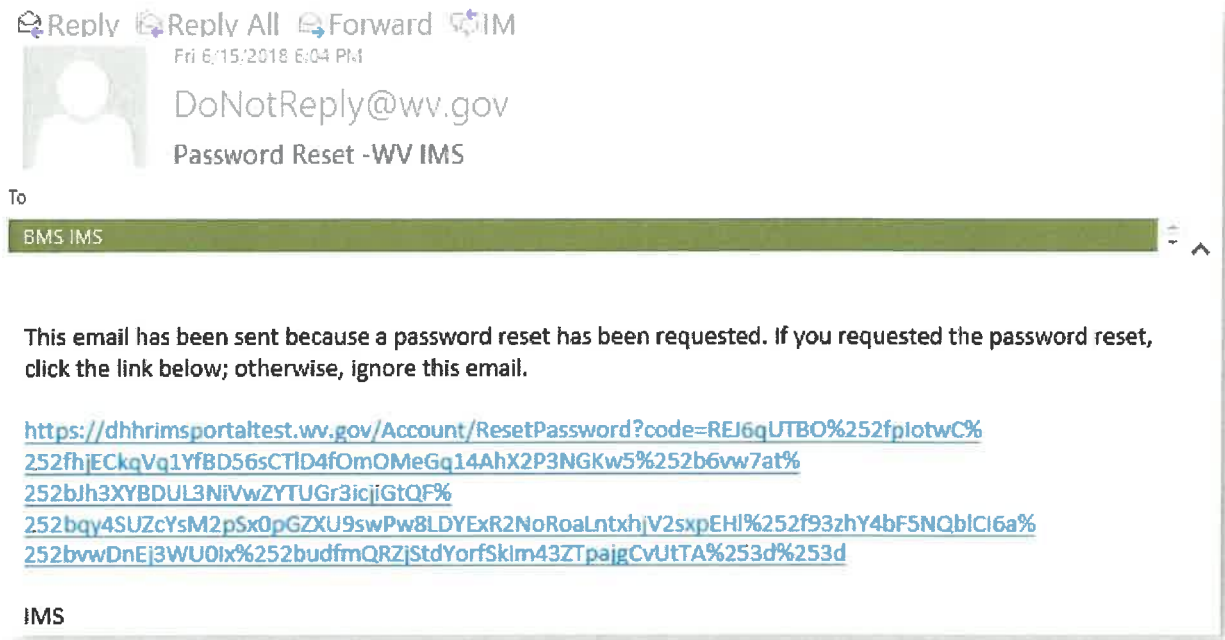 Reply Reply All Forward IM
Fri 6/15/2018 6:04 PM
DoNotReply@wv.gov
Password Reset -WV IMS
To
BMS IMS
This email has been sent because a password reset has been requested. If you requested the password reset,
click the link below; otherwise, ignore this email.
https://dhhrimsportaltest.wv.gov/Account/ResetPassword?code=REJ6qUTBO%252fplotwC%
252fhjECkqVq1YfBD56sCTlD4fOmOMeGq14AhX2P3NGKw5%252b6vw7at%
252bJh3XYBDUL3NiVwZYTUGr3icjiGtQF%
252bqy4SUZcYsM2pSx0pGZXU9swPw8LDYExR2NoRoaLntxhjV2sxpEHl%252f93zhY4bF5NQblCI6a%
252bvwDnEj3WU0Ix%252budfmQRZjStdYorfSkIm43ZTpajgCvUtTA%253d%253d
IMS